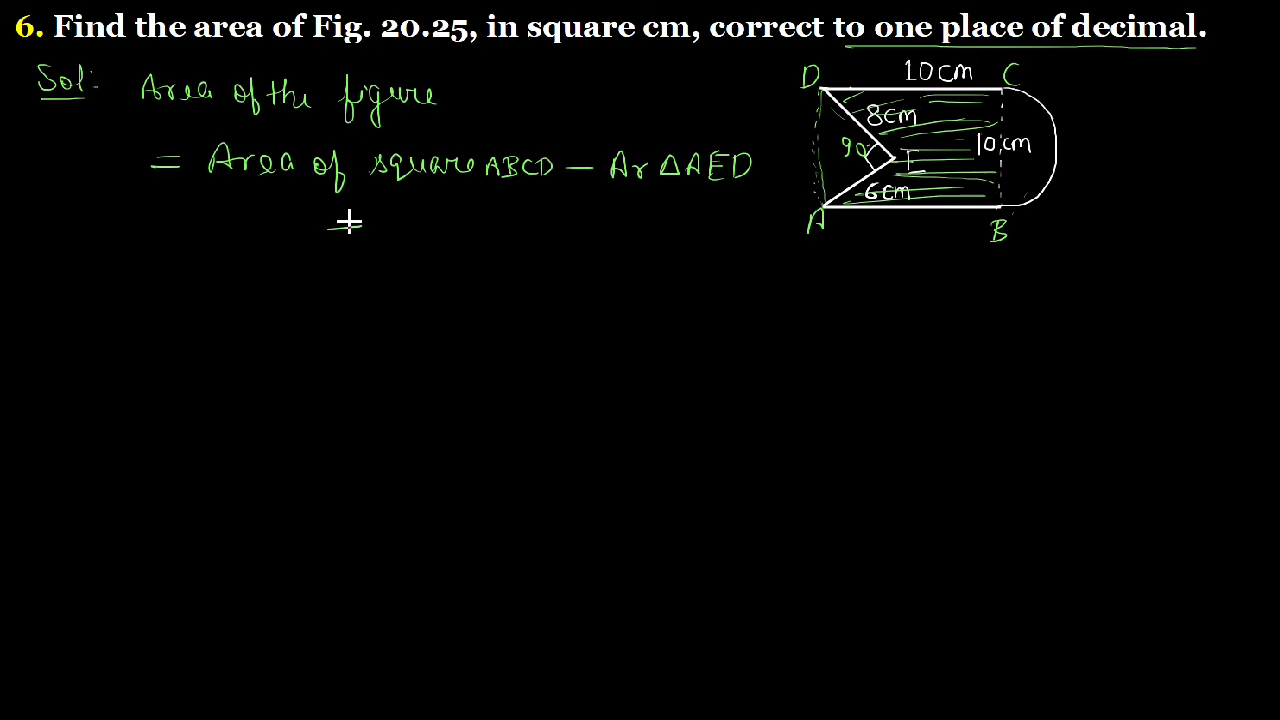 6. Find the area of Fig. 20.25, in square cm, correct to one place of decimal.
Sol: Area of the figure
= Area of square ABCD - Ar △AED
+
D 10cm C
8cm
90 E 10cm
6cm
A B